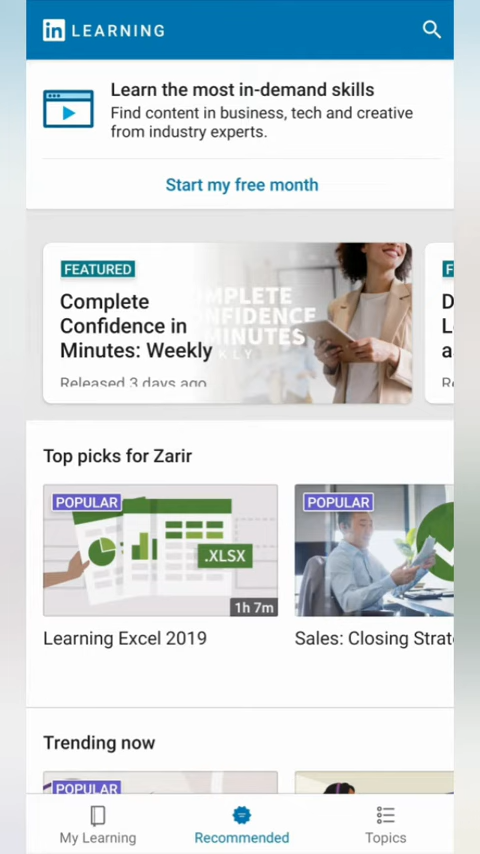 in LEARNING
Learn the most in-demand skills
Find content in business, tech and creative
from industry experts.
Start my free month
FEATURED
Complete
Confidence in
Minutes: Weekly
Released 3 days ago
Top picks for Zarir
POPULAR
.XLSX
1h 7m
Learning Excel 2019
POPULAR
Sales: Closing
Trending now
POPULAR
My Learning
Recommended
Topics